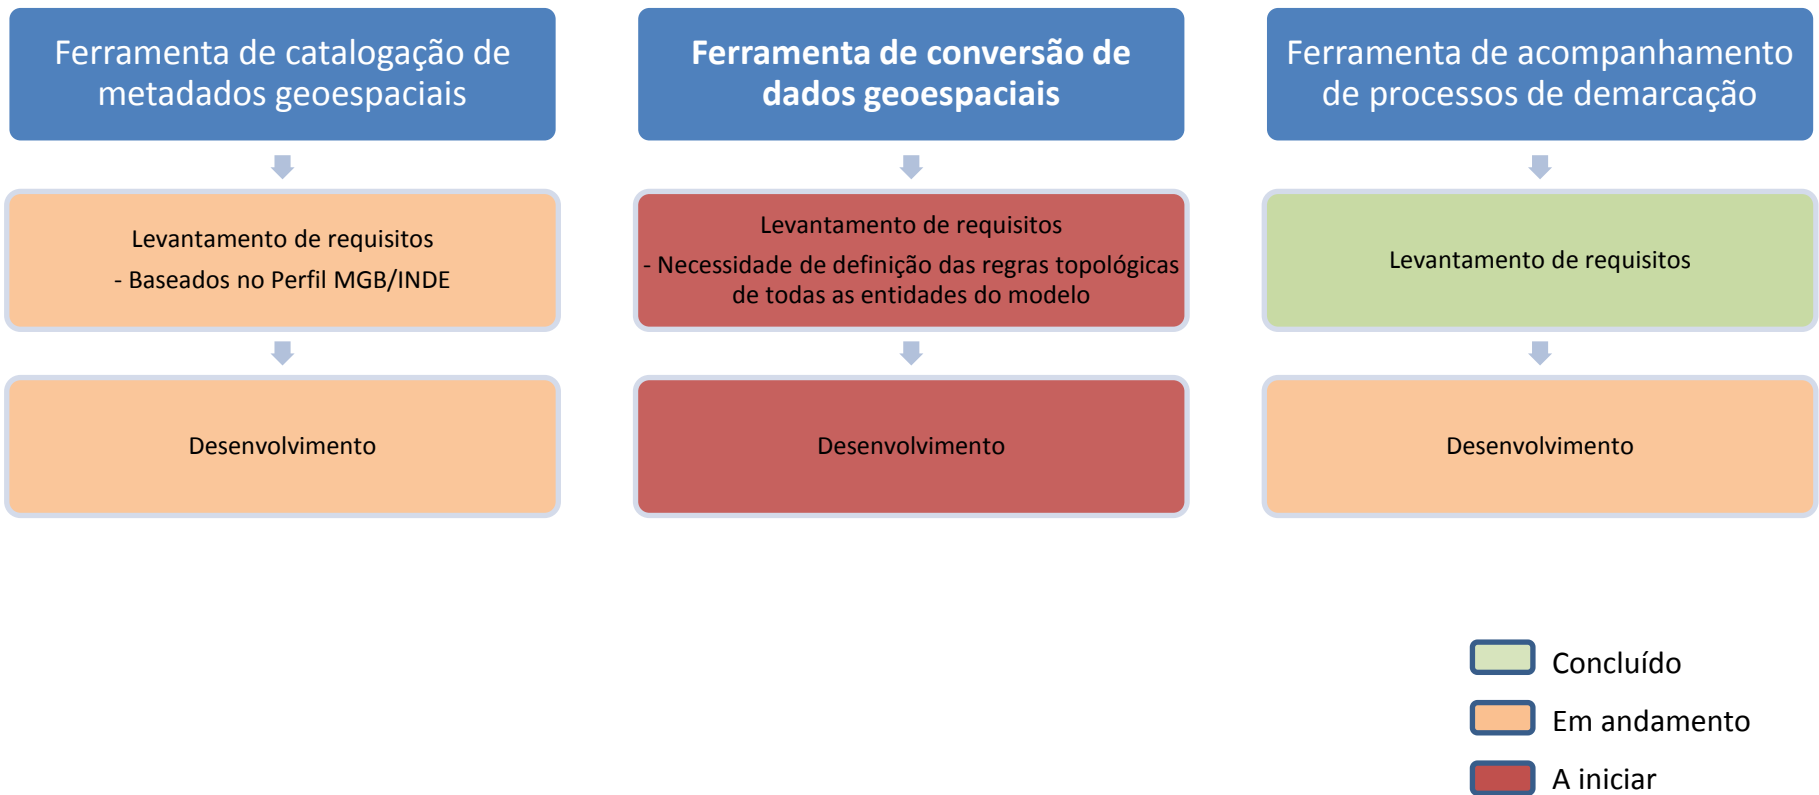 Ferramenta de catalogação de
metadados geoespaciais
Levantamento de requisitos
- Baseados no Perfil MGB/INDE
Desenvolvimento
Ferramenta de conversão de
dados geoespaciais
Levantamento de requisitos
- Necessidade de definição das regras topológicas
de todas as entidades do modelo
Desenvolvimento
Ferramenta de acompanhamento
de processos de demarcação
Levantamento de requisitos
Desenvolvimento
Concluído
Em andamento
A iniciar